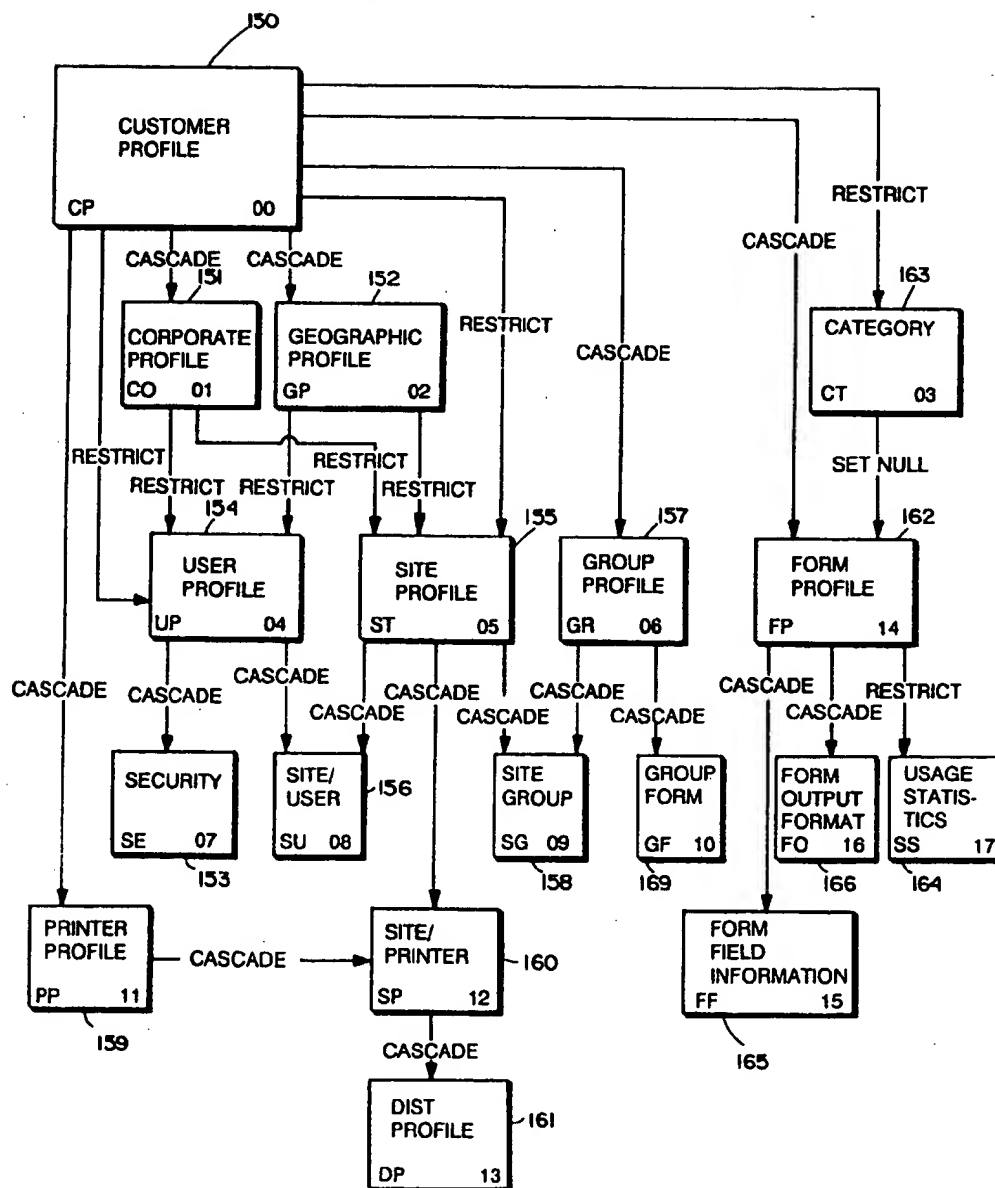 150
CUSTOMER
PROFILE
CP 00
RESTRICT
CASCADE
CASCADE CASCADE
151 152 163
CORPORATE
PROFILE
CO 01
GEOGRAPHIC
PROFILE
GP 02
RESTRICT
CASCADE
CATEGORY
CT 03
RESTRICT RESTRICT
RESTRICT RESTRICT RESTRICT
SET NULL
154 155 157 162
USER
PROFILE
UP 04
SITE
PROFILE
ST 05
GROUP
PROFILE
GR 06
FORM
PROFILE
FP 14
CASCADE CASCADE CASCADE CASCADE CASCADE CASCADE CASCADE CASCADE CASCADE CASCADE RESTRICT
SECURITY
SE 07
153
SITE/
USER
SU 08
156
SITE
GROUP
SG 09
158
GROUP
FORM
GF 10
169
FORM
OUTPUT
FORMAT
FO 16
166
USAGE
STATIS-
TICS
SS 17
164
PRINTER
PROFILE
PP 11
159
CASCADE
SITE/
PRINTER
SP 12
160
FORM
FIELD
INFORMATION
FF 15
165
CASCADE
DIST
PROFILE
DP 13
161